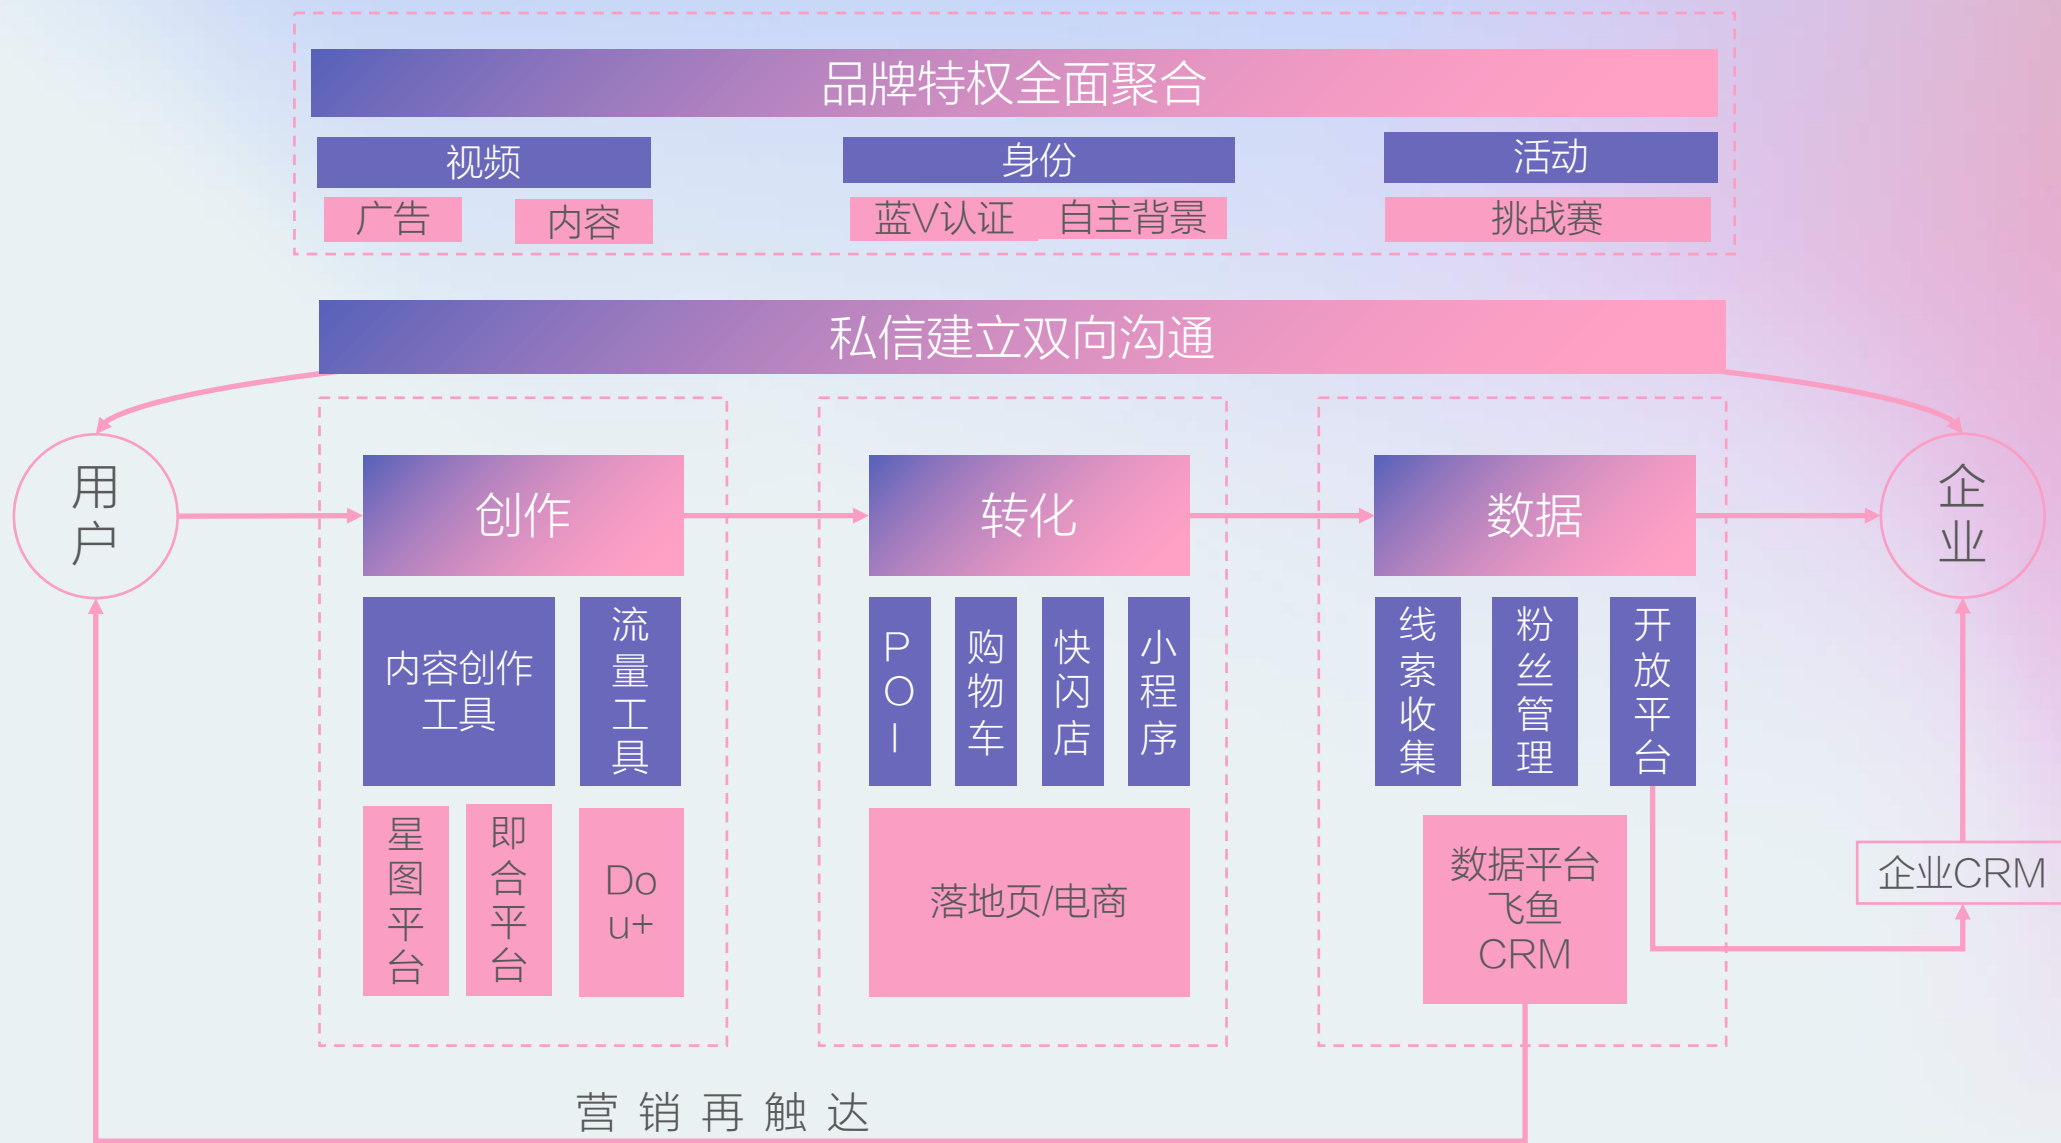 品牌特权全面聚合
视频
身份
活动
广告
内容
蓝V认证
自主背景
挑战赛
私信建立双向沟通
用户
创作
转化
数据
企业
内容创作
工具
流量工具
POI
购物车
快闪店
小程序
线索收集
粉丝管理
开放平台
星图平台
即合平台
Do
u+
落地页/电商
数据平台
飞鱼
CRM
企业CRM
营销再触达